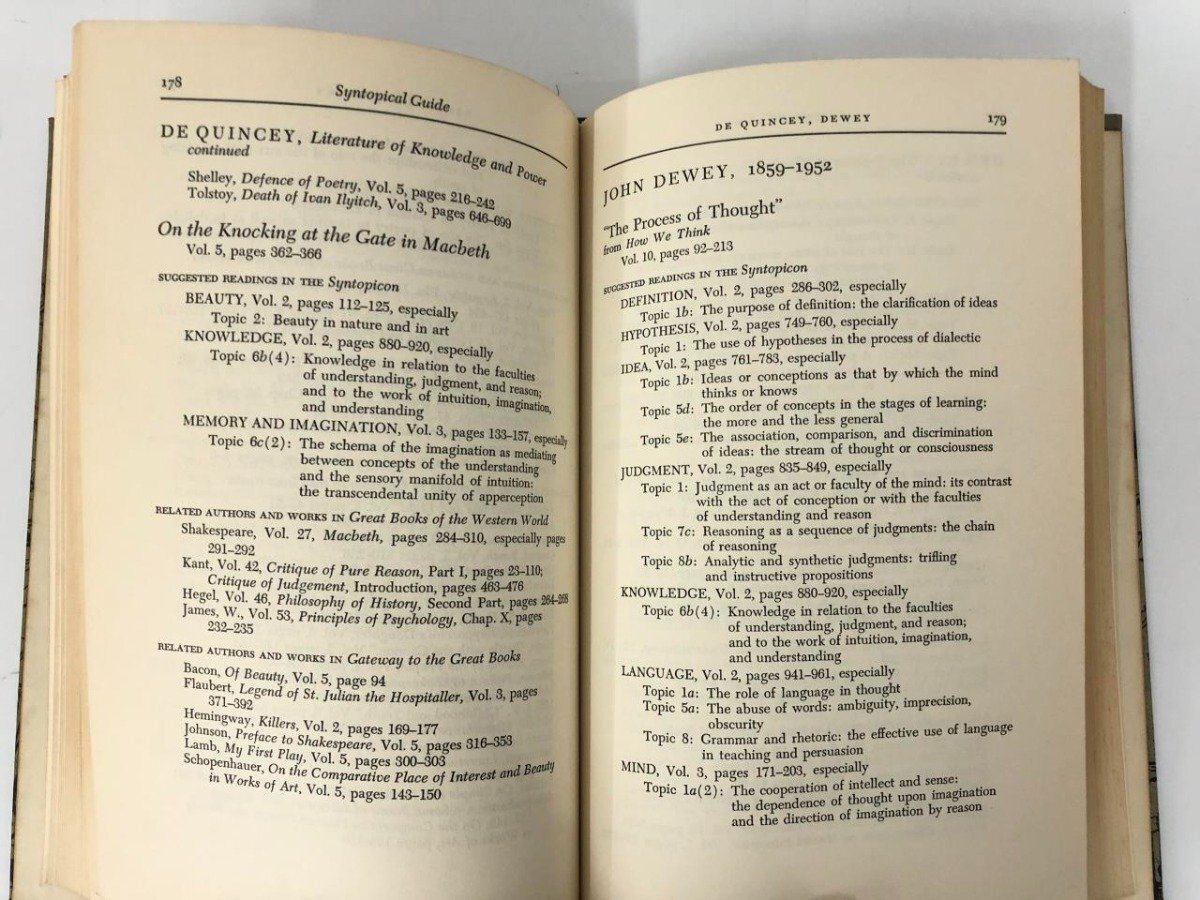 178
Syntopical Guide
DE QUINCEY, Literature of Knowledge and Power
continued
Shelley, Defence of Poetry, Vol. 5, pages 216–242
Tolstoy, Death of Ivan Ilyitch, Vol. 3, pages 646–699
On the Knocking at the Gate in Macbeth
Vol. 5, pages 362–366
SUGGESTED READINGS IN THE Syntopicon
BEAUTY, Vol. 2, pages 112–125, especially
Topic 2: Beauty in nature and in art
KNOWLEDGE, Vol. 2, pages 880–920, especially
Topic 6b(4): Knowledge in relation to the faculties
of understanding, judgment, and reason;
and to the work of intuition, imagination,
and understanding
MEMORY AND IMAGINATION, Vol. 3, pages 133–157, especially
Topic 6c(2): The schema of the imagination as mediating
between concepts of the understanding
and the sensory manifold of intuition:
the transcendental unity of apperception
RELATED AUTHORS AND WORKS IN Great Books of the Western World
Shakespeare, Vol. 27, Macbeth, pages 284–310, especially pages
291–292
Kant, Vol. 42, Critique of Pure Reason, Part I, pages 23–110;
Critique of Judgement, Introduction, pages 463–476
Hegel, Vol. 46, Philosophy of History, Second Part, pages 264–268
James, W., Vol. 53, Principles of Psychology, Chap. X, pages
232–235
RELATED AUTHORS AND WORKS IN Gateway to the Great Books
Bacon, Of Beauty, Vol. 5, page 94
Flaubert, Legend of St. Julian the Hospitaller, Vol. 3, pages
371–392
Hemingway, Killers, Vol. 2, pages 169–177
Johnson, Preface to Shakespeare, Vol. 5, pages 316–353
Lamb, My First Play, Vol. 5, pages 300–303
Schopenhauer, On the Comparative Place of Interest and Beauty
in Works of Art, Vol. 5, pages 143–150
DE QUINCEY, DEWEY
179
JOHN DEWEY, 1859–1952
"The Process of Thought"
from How We Think
Vol. 10, pages 92–213
SUGGESTED READINGS IN THE Syntopicon
DEFINITION, Vol. 2, pages 286–302, especially
Topic 1b: The purpose of definition: the clarification of ideas
HYPOTHESIS, Vol. 2, pages 749–760, especially
Topic 1: The use of hypotheses in the process of dialectic
IDEA, Vol. 2, pages 761–783, especially
Topic 1b: Ideas or conceptions as that by which the mind
thinks or knows
Topic 5d: The order of concepts in the stages of learning:
the more and the less general
Topic 5e: The association, comparison, and discrimination
of ideas: the stream of thought or consciousness
JUDGMENT, Vol. 2, pages 835–849, especially
Topic 1: Judgment as an act or faculty of the mind: its contrast
with the act of conception or with the faculties
of understanding and reason
Topic 7c: Reasoning as a sequence of judgments: the chain
of reasoning
Topic 8b: Analytic and synthetic judgments: trifling
and instructive propositions
KNOWLEDGE, Vol. 2, pages 880–920, especially
Topic 6b(4): Knowledge in relation to the faculties
of understanding, judgment, and reason;
and to the work of intuition, imagination,
and understanding
LANGUAGE, Vol. 2, pages 941–961, especially
Topic 1a: The role of language in thought
Topic 5a: The abuse of words: ambiguity, imprecision,
obscurity
Topic 8: Grammar and rhetoric: the effective use of language
in teaching and persuasion
MIND, Vol. 3, pages 171–203, especially
Topic 1a(2): The cooperation of intellect and sense:
the dependence of thought upon imagination
and the direction of imagination by reason